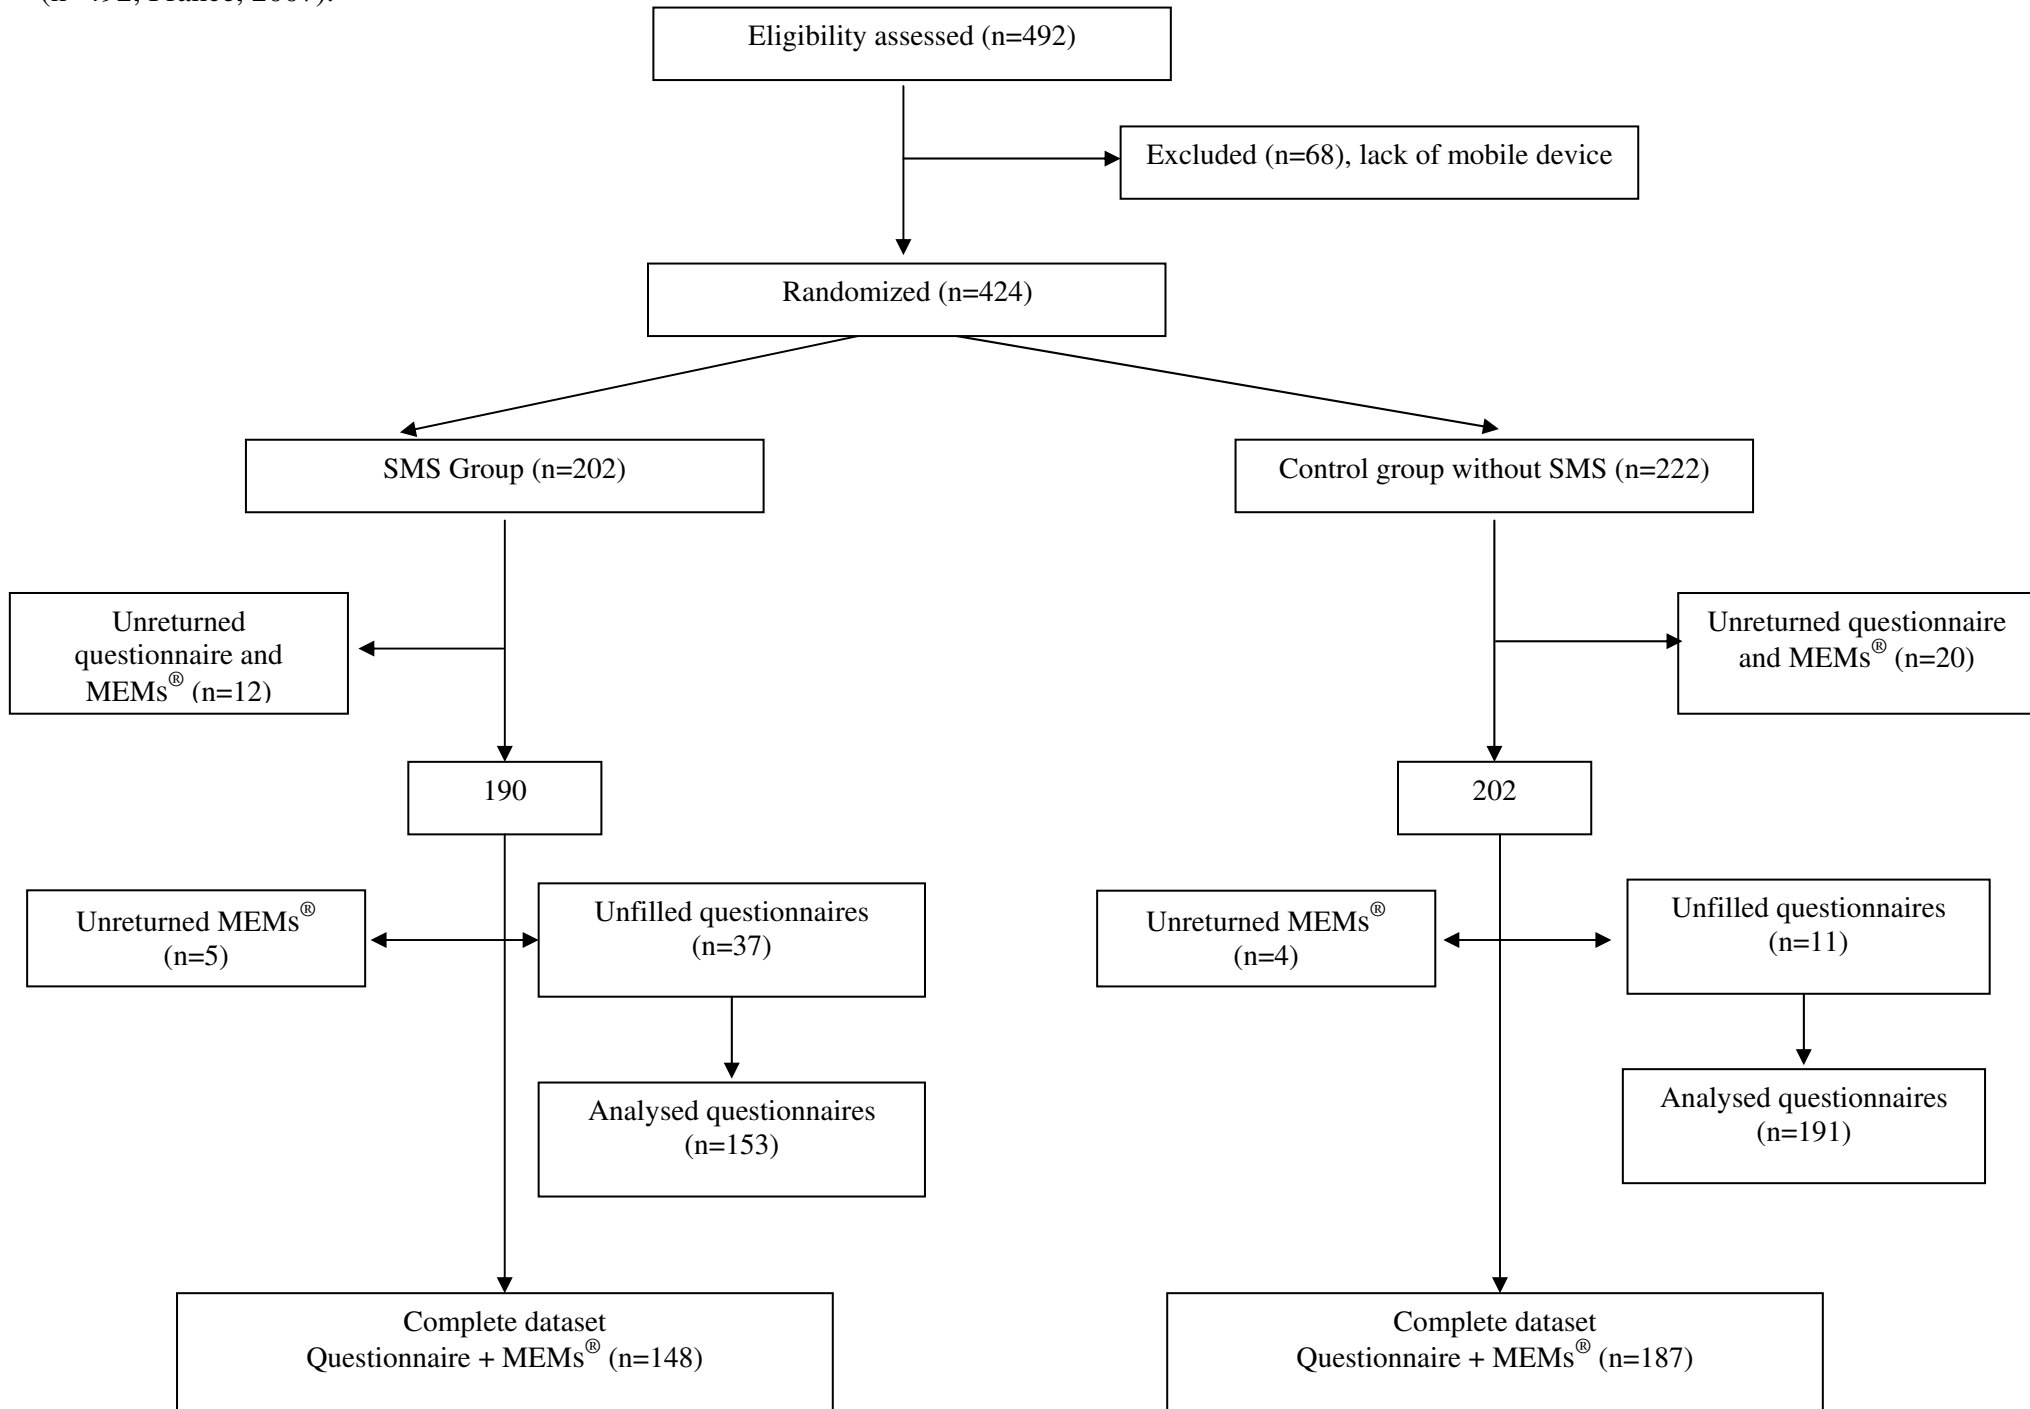 Eligibility assessed (n=492)
Excluded (n=68), lack of mobile device
Randomized (n=424)
SMS Group (n=202)
Control group without SMS (n=222)
Unreturned
questionnaire and
MEMs® (n=12)
Unreturned questionnaire
and MEMs® (n=20)
190
202
Unreturned MEMs®
(n=5)
Unfilled questionnaires
(n=37)
Unreturned MEMs®
(n=4)
Unfilled questionnaires
(n=11)
Analysed questionnaires
(n=153)
Analysed questionnaires
(n=191)
Complete dataset
Questionnaire + MEMs® (n=148)
Complete dataset
Questionnaire + MEMs® (n=187)